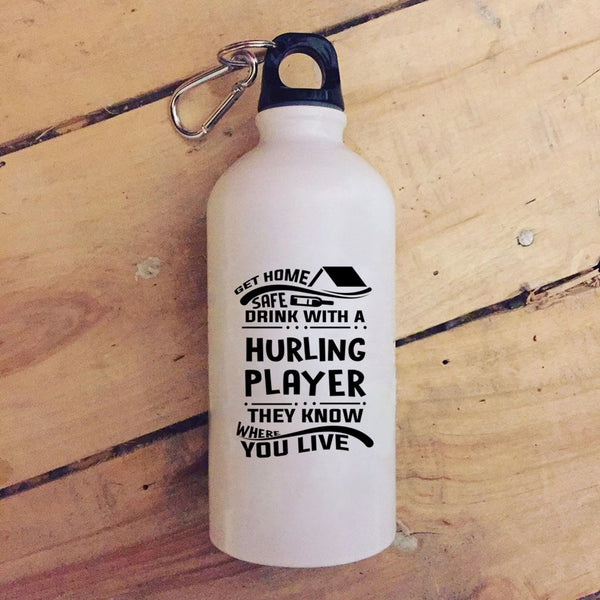 GET HOME
SAFE
DRINK WITH A
HURLING
PLAYER
THEY KNOW
WHERE
YOU LIVE